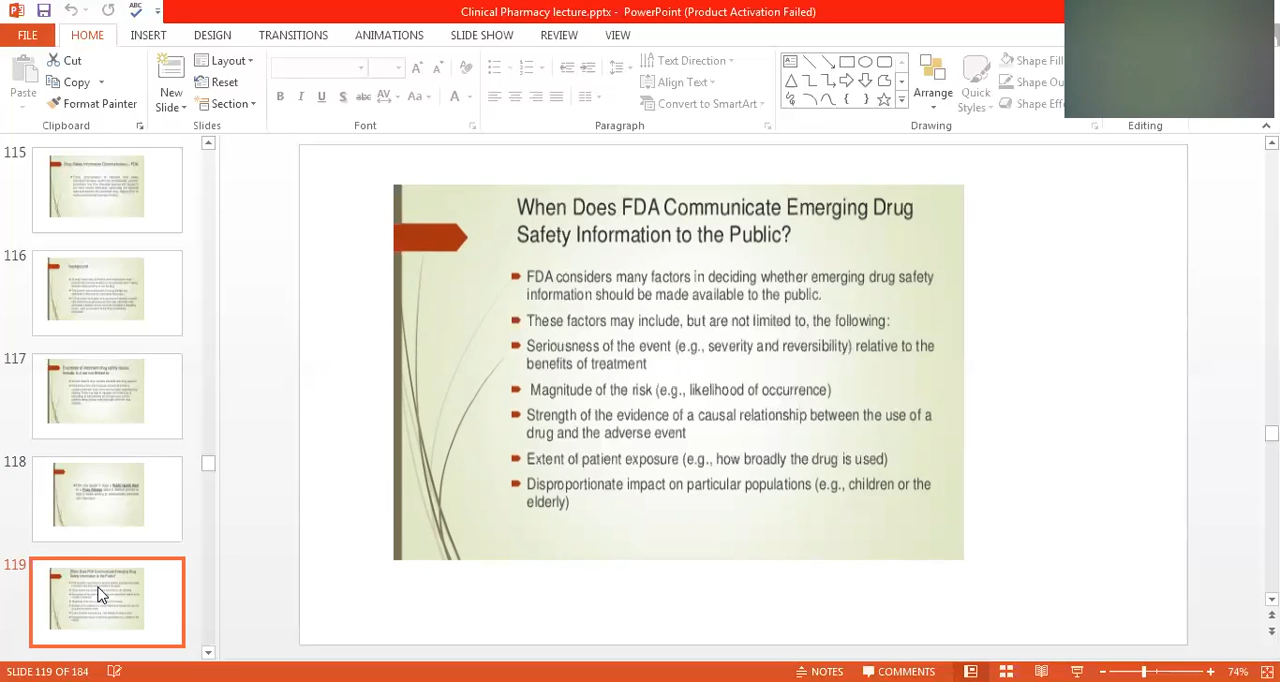 Clinical Pharmacy lecture.pptx - PowerPoint (Product Activation Failed)
FILE HOME INSERT DESIGN TRANSITIONS ANIMATIONS SLIDE SHOW REVIEW VIEW
Paste
Cut
Copy
Format Painter
Clipboard
New Slide
Layout
Reset
Section
Slides
Font
Text Direction
Align Text
Convert to SmartArt
Paragraph
Arrange
Quick Styles
Shape Fill
Shape Out
Shape Effe
Drawing
Editing
115
116
117
118
119
When Does FDA Communicate Emerging Drug
Safety Information to the Public?
FDA considers many factors in deciding whether emerging drug safety
information should be made available to the public.
These factors may include, but are not limited to, the following:
Seriousness of the event (e.g., severity and reversibility) relative to the
benefits of treatment
Magnitude of the risk (e.g., likelihood of occurrence)
Strength of the evidence of a causal relationship between the use of a
drug and the adverse event
Extent of patient exposure (e.g., how broadly the drug is used)
Disproportionate impact on particular populations (e.g., children or the
elderly)
SLIDE 119 OF 184 NOTES COMMENTS 74%